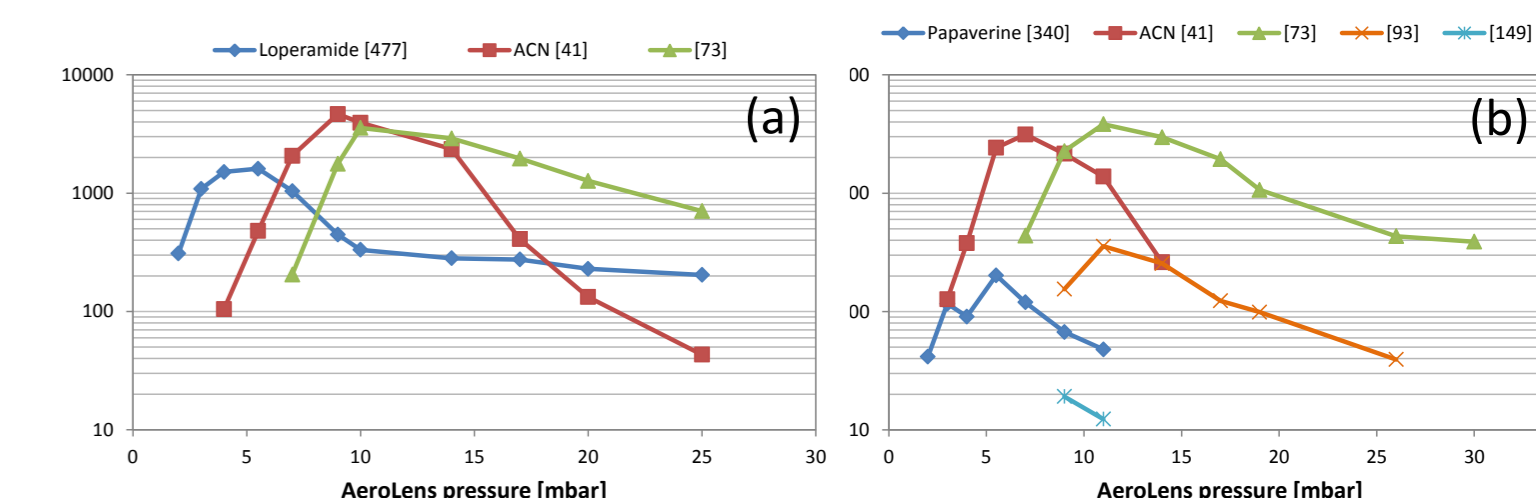 Loperamide [477] ACN [41] [73]
10000
1000
100
10
0 5 10 15 20 25 30
AeroLens pressure [mbar]
(a)
Papaverine [340] ACN [41] [73] [93] [149]
00
00
00
10
0 5 10 15 20 25 30
AeroLens pressure [mbar]
(b)